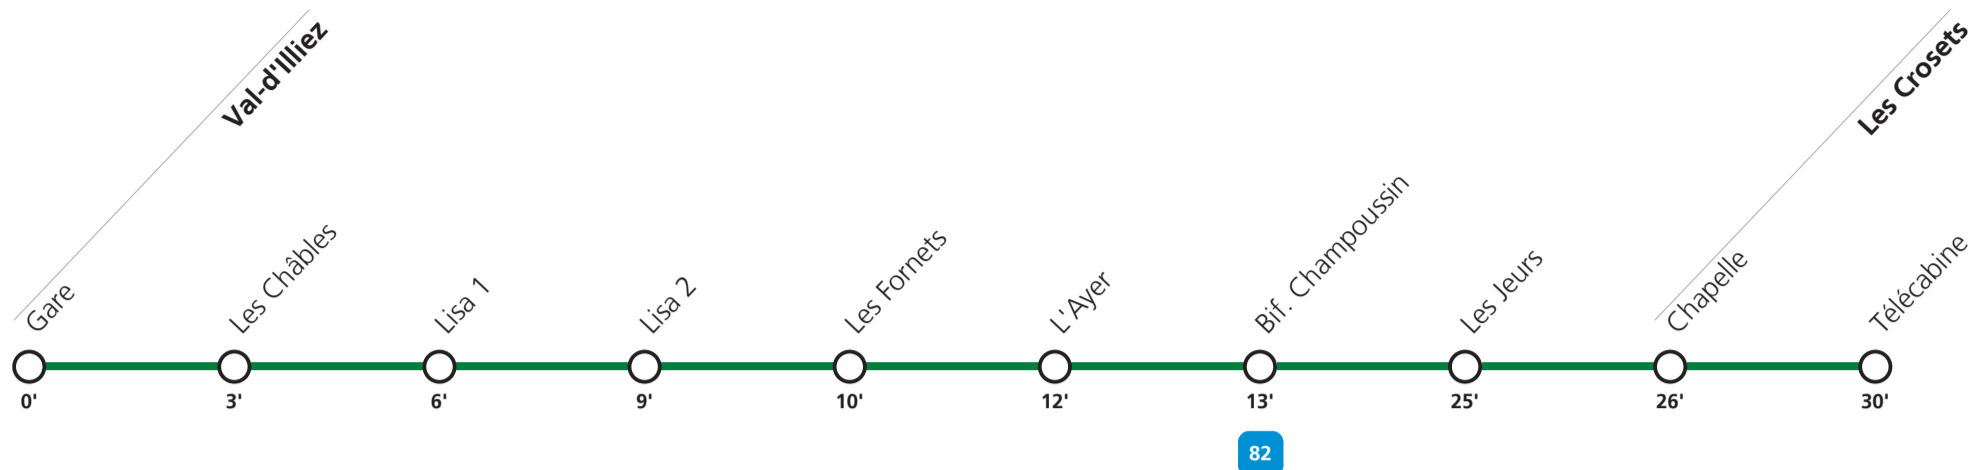 Val-d'Illiez
Les Crosets
Gare
Les Châbles
Lisa 1
Lisa 2
Les Fornets
L'Ayer
Bif. Champoussin
Les Jeurs
Chapelle
Télécabine
0'
3'
6'
9'
10'
12'
13'
25'
26'
30'
82